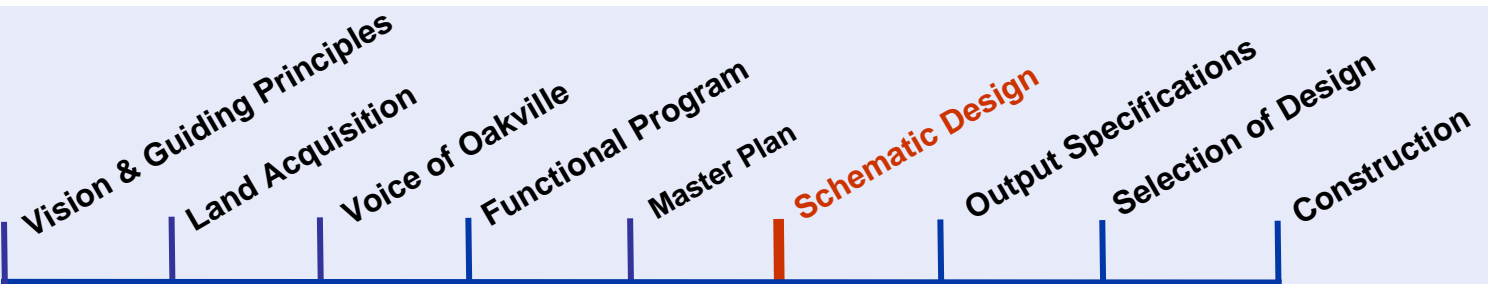 Vision & Guiding Principles
Land Acquisition
Voice of Oakville
Functional Program
Master Plan
Schematic Design
Output Specifications
Selection of Design
Construction